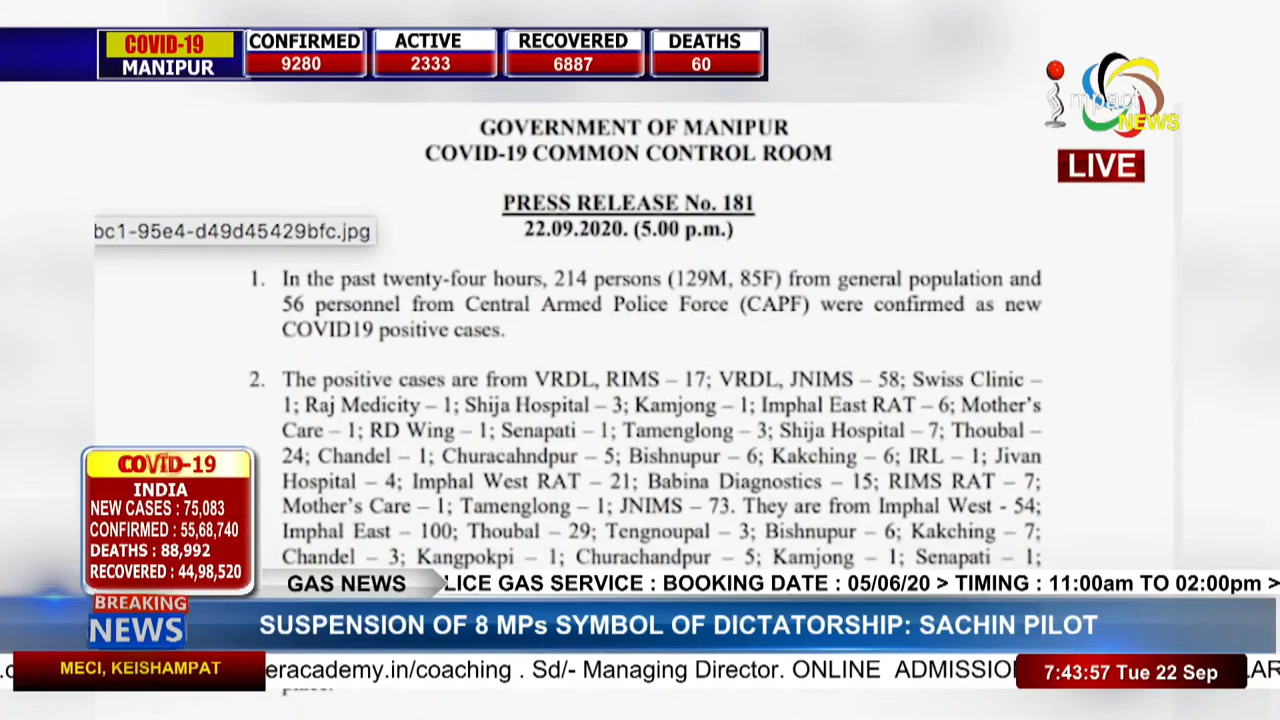 COVID-19
MANIPUR
CONFIRMED
9280
ACTIVE
2333
RECOVERED
6887
DEATHS
60
impact
NEWS
LIVE
GOVERNMENT OF MANIPUR
COVID-19 COMMON CONTROL ROOM
PRESS RELEASE No. 181
22.09.2020. (5.00 p.m.)
bc1-95e4-d49d45429bfc.jpg
1. In the past twenty-four hours, 214 persons (129M, 85F) from general population and
56 personnel from Central Armed Police Force (CAPF) were confirmed as new
COVID19 positive cases.
2. The positive cases are from VRDL, RIMS – 17; VRDL, JNIMS – 58; Swiss Clinic –
1; Raj Medicity – 1; Shija Hospital – 3; Kamjong – 1; Imphal East RAT – 6; Mother's
Care – 1; RD Wing – 1; Senapati – 1; Tamenglong – 3; Shija Hospital – 7; Thoubal –
24; Chandel – 1; Churacahndpur – 5; Bishnupur – 6; Kakching – 6; IRL – 1; Jivan
Hospital – 4; Imphal West RAT – 21; Babina Diagnostics – 15; RIMS RAT – 7;
Mother's Care – 1; Tamenglong – 1; JNIMS – 73. They are from Imphal West - 54;
Imphal East – 100; Thoubal – 29; Tengnoupal – 3; Bishnupur – 6; Kakching – 7;
Chandel – 3; Kangpokpi – 1; Churachandpur – 5; Kamjong – 1; Senapati – 1;
COVID-19
INDIA
NEW CASES : 75,083
CONFIRMED : 55,68,740
DEATHS : 88,992
RECOVERED : 44,98,520
GAS NEWS
LICE GAS SERVICE : BOOKING DATE : 05/06/20 > TIMING : 11:00am TO 02:00pm >
BREAKING
NEWS
SUSPENSION OF 8 MPs SYMBOL OF DICTATORSHIP: SACHIN PILOT
MECI, KEISHAMPAT
eracademy.in/coaching . Sd/- Managing Director. ONLINE ADMISSIO
7:43:57 Tue 22 Sep